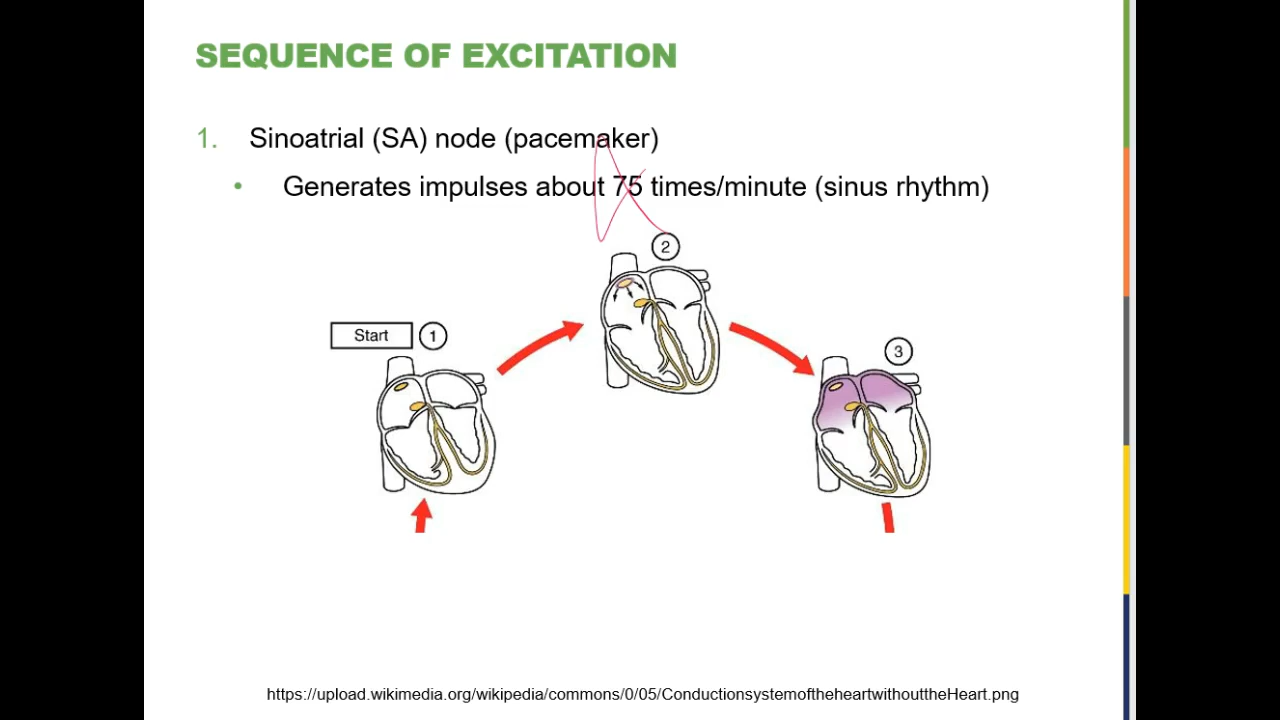 SEQUENCE OF EXCITATION
1. Sinoatrial (SA) node (pacemaker)
• Generates impulses about 75 times/minute (sinus rhythm)
2
Start 1
3
https://upload.wikimedia.org/wikipedia/commons/0/05/ConductionsystemoftheheartwithouttheHeart.png